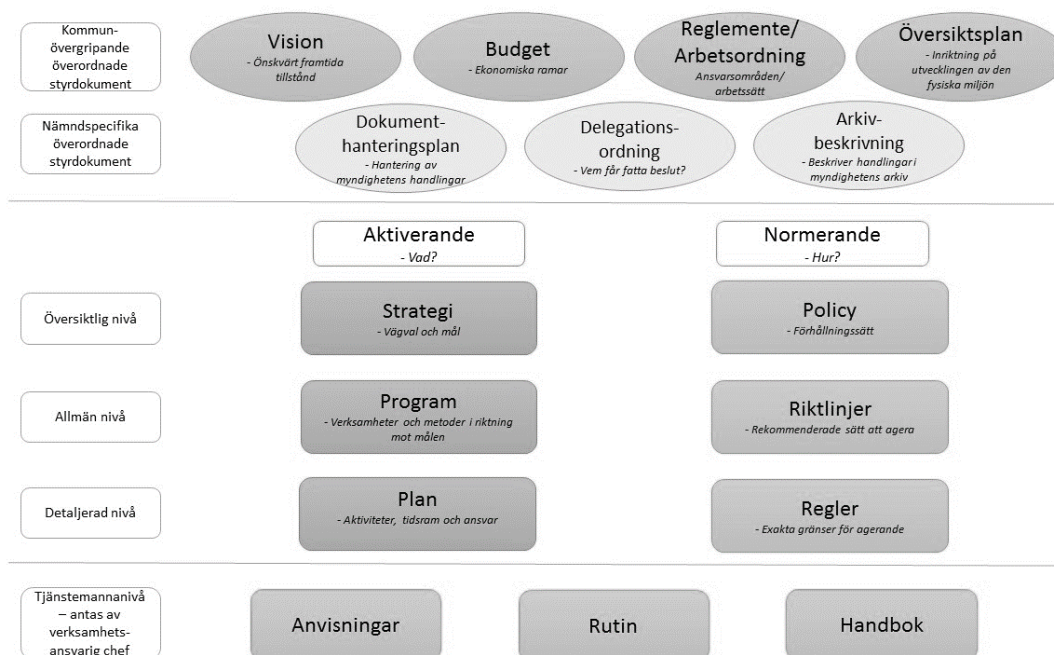 Kommun-
övergripande
överordnade
styrdokument
Vision
- Önskvärt framtida
tillstånd
Budget
- Ekonomiska ramar
Reglemente/
Arbetsordning
Ansvarsområden/
arbetssätt
Översiktsplan
- Inriktning på
utvecklingen av den
fysiska miljön
Nämndspecifika
överordnade
styrdokument
Dokument-
hanteringsplan
- Hantering av
myndighetens handlingar
Delegations-
ordning
- Vem får fatta beslut?
Arkiv-
beskrivning
- Beskriver handlingar i
myndighetens arkiv
Aktiverande
- Vad?
Normerande
- Hur?
Översiktlig nivå
Strategi
- Vägval och mål
Policy
- Förhållningssätt
Allmän nivå
Program
- Verksamheter och metoder i riktning
mot målen
Riktlinjer
- Rekommenderade sätt att agera
Detaljerad nivå
Plan
- Aktiviteter, tidsram och ansvar
Regler
- Exakta gränser för agerande
Tjänstemannanivå
– antas av
verksamhets-
ansvarig chef
Anvisningar
Rutin
Handbok